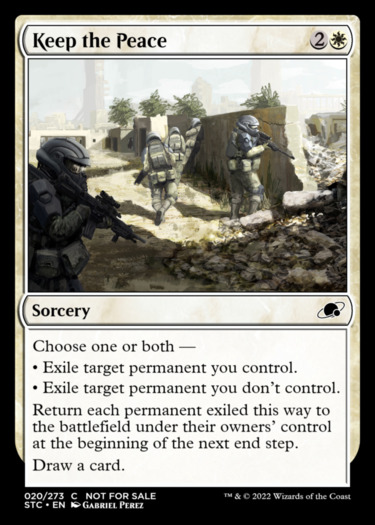 Keep the Peace 2
Sorcery
Choose one or both —
• Exile target permanent you control.
• Exile target permanent you don't control.
Return each permanent exiled this way to
the battlefield under their owners' control
at the beginning of the next end step.
Draw a card.
020/273 C NOT FOR SALE
STC • EN Gabriel Perez
™ & © 2022 Wizards of the Coast